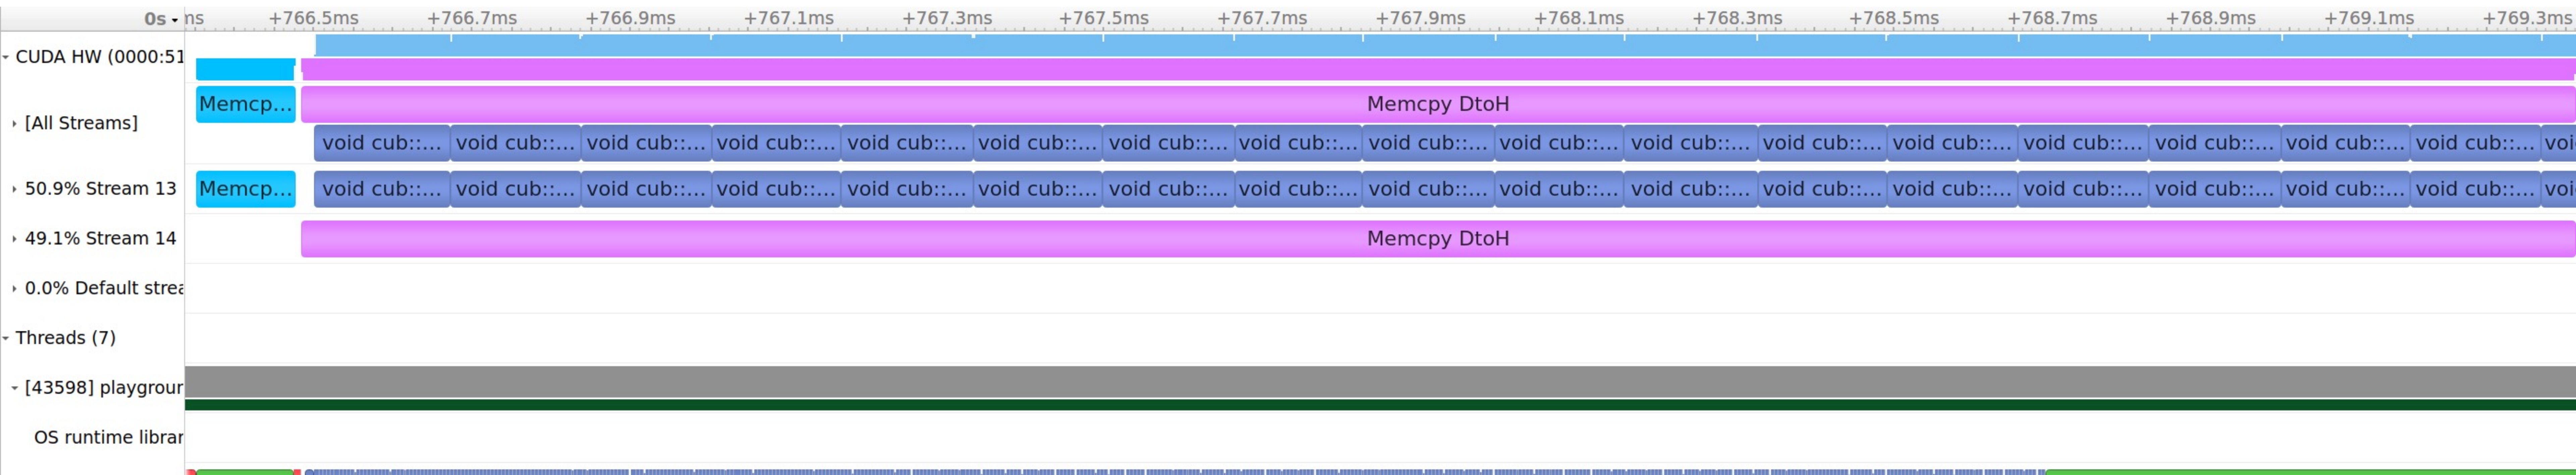 0s ms +766.5ms +766.7ms +766.9ms +767.1ms +767.3ms +767.5ms +767.7ms +767.9ms +768.1ms +768.3ms +768.5ms +768.7ms +768.9ms +769.1ms +769.3ms
CUDA HW (0000:51
Memcp... Memcpy DtoH
[All Streams]
void cub::... void cub::... void cub::... void cub::... void cub::... void cub::... void cub::... void cub::... void cub::... void cub::... void cub::... void cub::... void cub::... void cub::... void cub::... void cub::... void cub::... voi
50.9% Stream 13 Memcp... void cub::... void cub::... void cub::... void cub::... void cub::... void cub::... void cub::... void cub::... void cub::... void cub::... void cub::... void cub::... void cub::... void cub::... void cub::... void cub::... void cub::... voi
49.1% Stream 14 Memcpy DtoH
0.0% Default strea
Threads (7)
[43598] playgrour
OS runtime librar